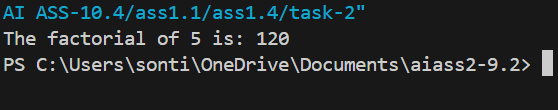 AI ASS-10.4/ass1.1/ass1.4/task-2"
The factorial of 5 is: 120
PS C:\Users\sonti\OneDrive\Documents\aiass2-9.2>